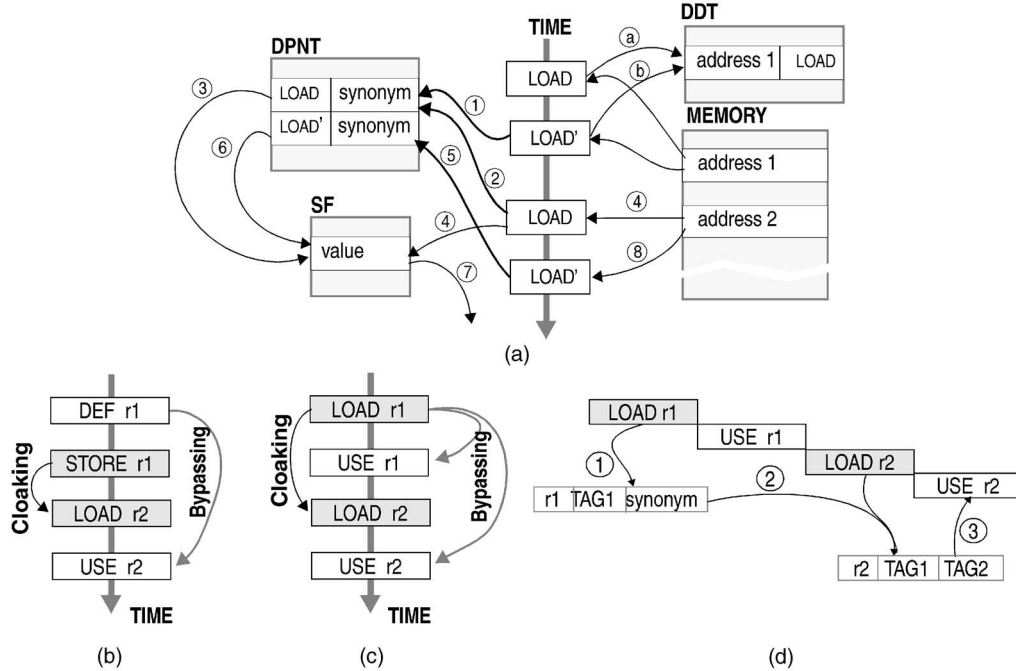 DDT
TIME
DPNT
ⓐ
LOAD
address 1 LOAD
③
LOAD synonym
①
ⓑ
MEMORY
LOAD' synonym
LOAD'
⑥
⑤
address 1
②
SF
④
LOAD
④
address 2
value
⑧
⑦
LOAD'
(a)
DEF r1
STORE r1
LOAD r2
USE r2
Cloaking
Bypassing
TIME
(b)
LOAD r1
USE r1
LOAD r2
USE r2
Cloaking
Bypassing
TIME
(c)
LOAD r1
USE r1
LOAD r2
USE r2
①
②
③
r1 TAG1 synonym
r2 TAG1 TAG2
(d)